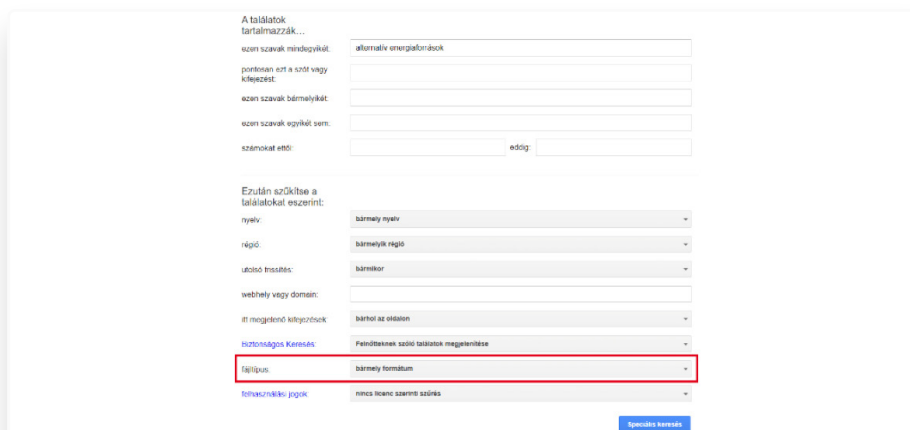 A találatok
tartalmazzák...
ezen szavak mindegyikét: alternatív energiaforrások
pontosan ezt a szót vagy
kifejezést:
ezen szavak bármelyikét:
ezen szavak egyikét sem:
számokat ettől: eddig:
Ezután szűkítse a
találatokat eszerint:
nyelv: bármely nyelv
régió: bármelyik régió
utolsó frissítés: bármikor
webhely vagy domain:
itt megjelenő kifejezések: bárhol az oldalon
Biztonságos Keresés: Felnőtteknek szóló találatok megjelenítése
fájltípus: bármely formátum
felhasználási jogok: nincs licenc szerinti szűrés
Speciális keresés